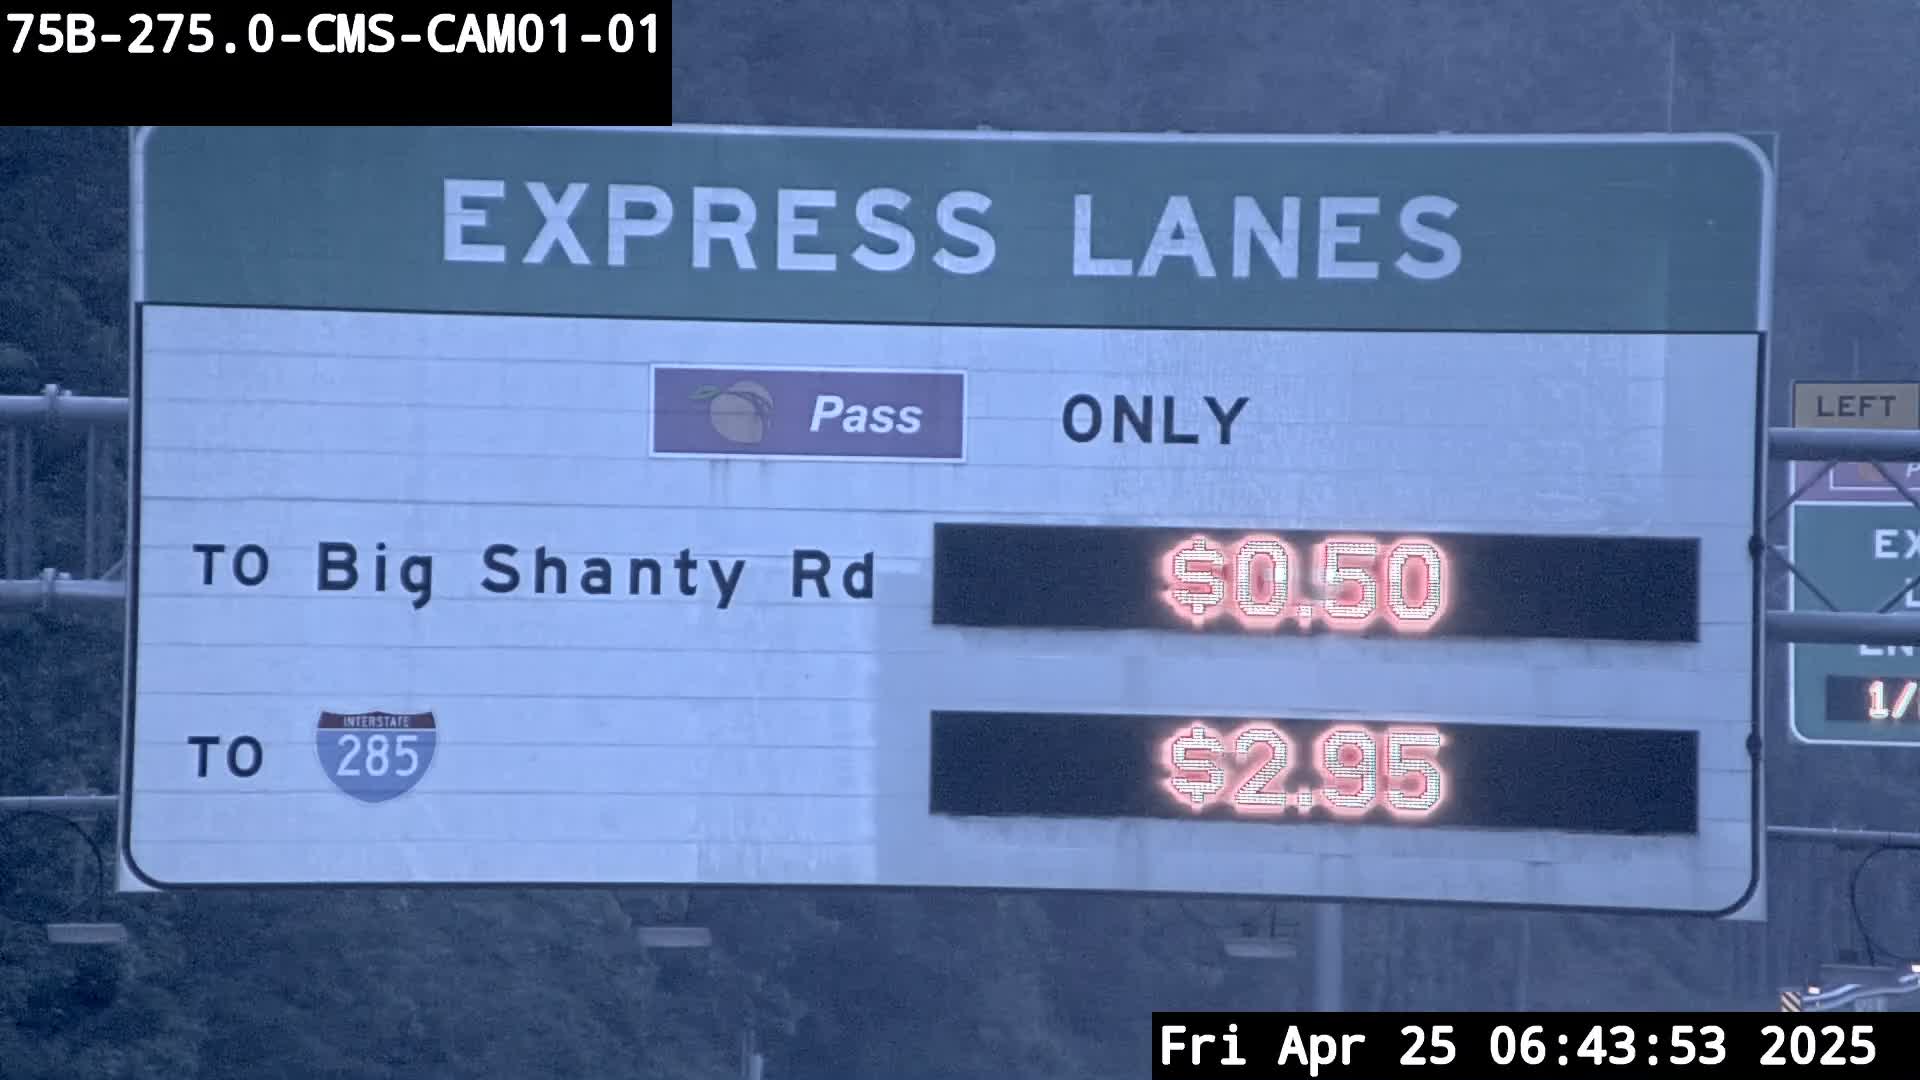 75B-275.0-CMS-CAM01-01
EXPRESS LANES
Pass ONLY
TO Big Shanty Rd $0.50
TO INTERSTATE 285 $2.95
LEFT
Fri Apr 25 06:43:53 2025